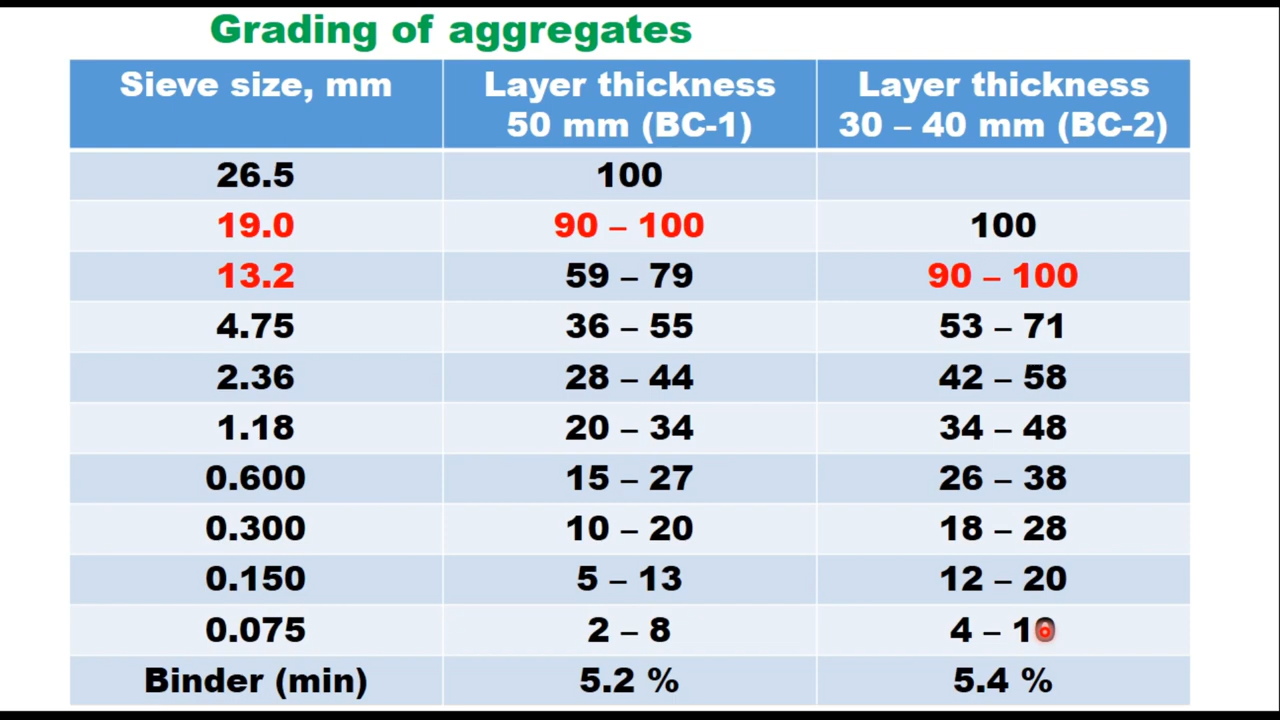 Grading of aggregates
Sieve size, mm Layer thickness 50 mm (BC-1) Layer thickness 30 – 40 mm (BC-2)
26.5 100
19.0 90 – 100 100
13.2 59 – 79 90 – 100
4.75 36 – 55 53 – 71
2.36 28 – 44 42 – 58
1.18 20 – 34 34 – 48
0.600 15 – 27 26 – 38
0.300 10 – 20 18 – 28
0.150 5 – 13 12 – 20
0.075 2 – 8 4 – 10
Binder (min) 5.2 % 5.4 %